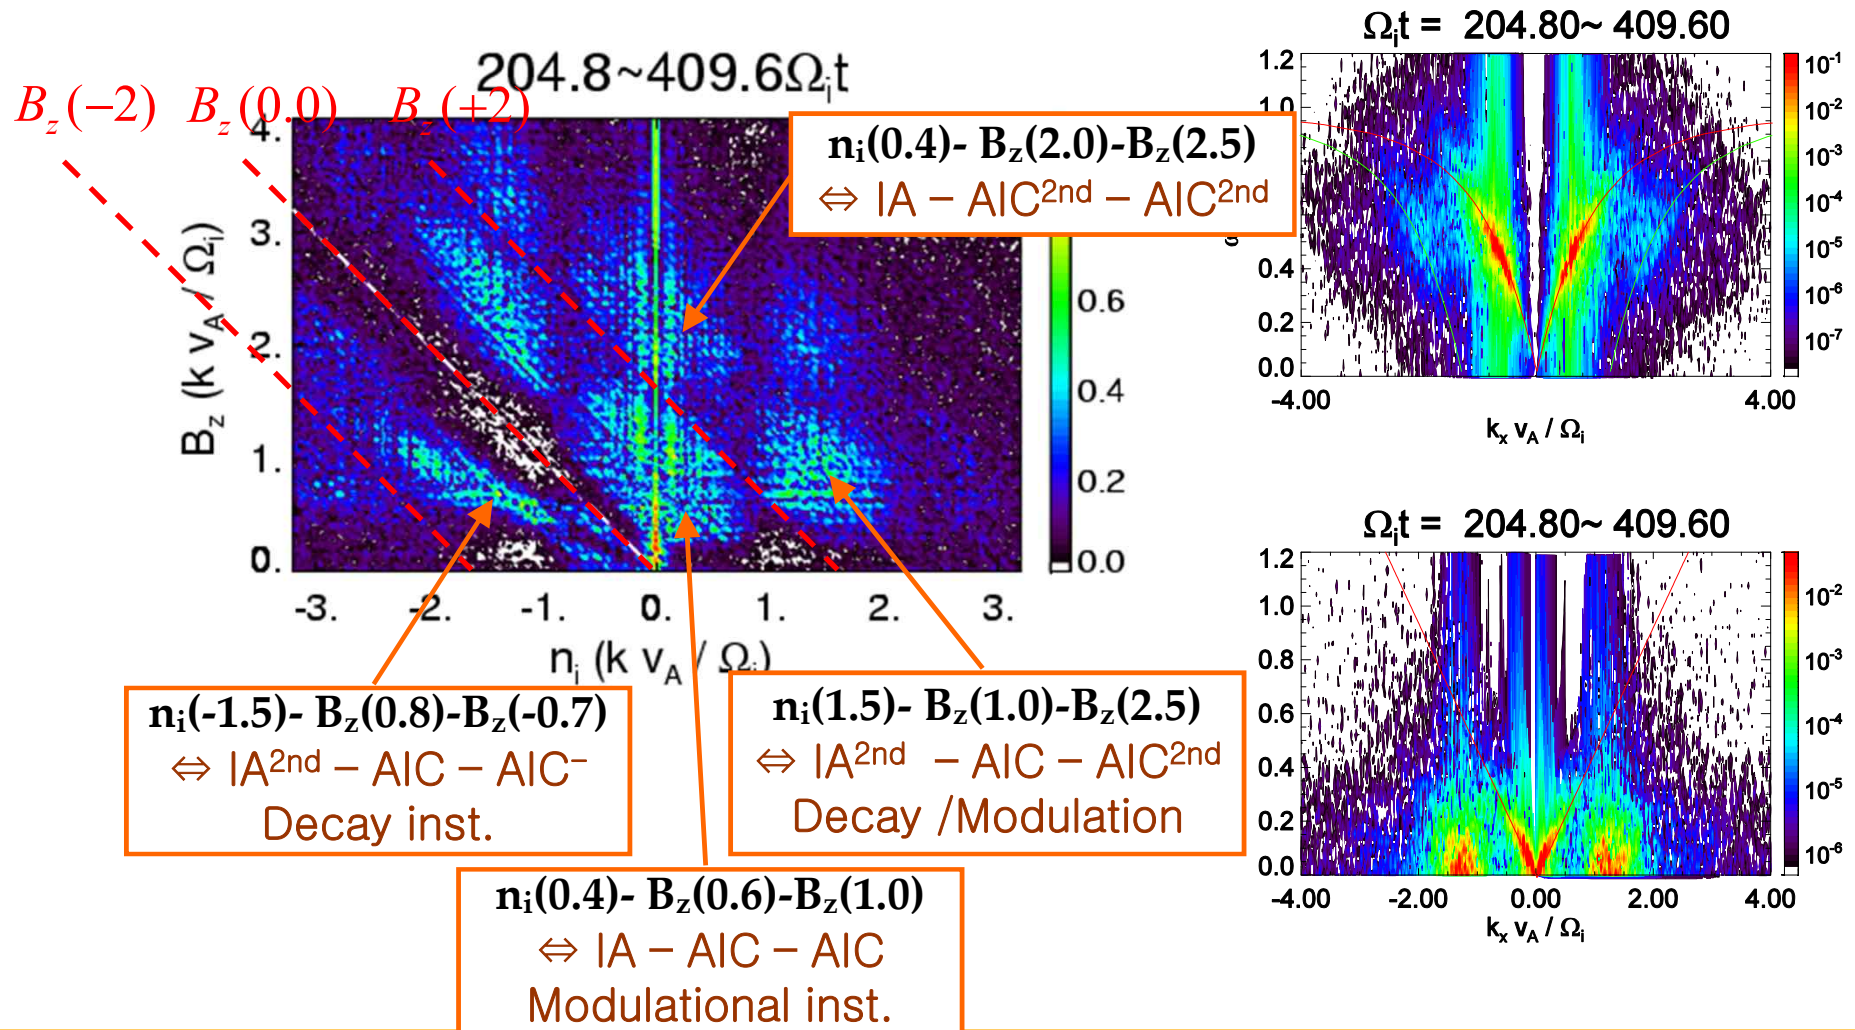 204.8~409.6Ωᵢt
B_z(−2) B_z(0.0) B_z(+2)
4.
3.
2.
1.
0.
B_z (k v_A / Ω_i)
-3. -2. -1. 0. 1. 2. 3.
n_i (k v_A / Ω_i)
0.6
0.4
0.2
0.0
n_i(0.4)- B_z(2.0)-B_z(2.5)
⇔ IA – AIC^2nd – AIC^2nd
n_i(-1.5)- B_z(0.8)-B_z(-0.7)
⇔ IA^2nd – AIC – AIC^–
Decay inst.
n_i(1.5)- B_z(1.0)-B_z(2.5)
⇔ IA^2nd – AIC – AIC^2nd
Decay /Modulation
n_i(0.4)- B_z(0.6)-B_z(1.0)
⇔ IA – AIC – AIC
Modulational inst.
Ω_i t = 204.80~ 409.60
1.2
1.0
0.4
0.2
0.0
-4.00 4.00
k_x v_A / Ω_i
10^-1
10^-2
10^-3
10^-4
10^-5
10^-6
10^-7
Ω_i t = 204.80~ 409.60
1.2
1.0
0.8
0.6
0.4
0.2
0.0
-4.00 -2.00 0.00 2.00 4.00
k_x v_A / Ω_i
10^-2
10^-3
10^-4
10^-5
10^-6